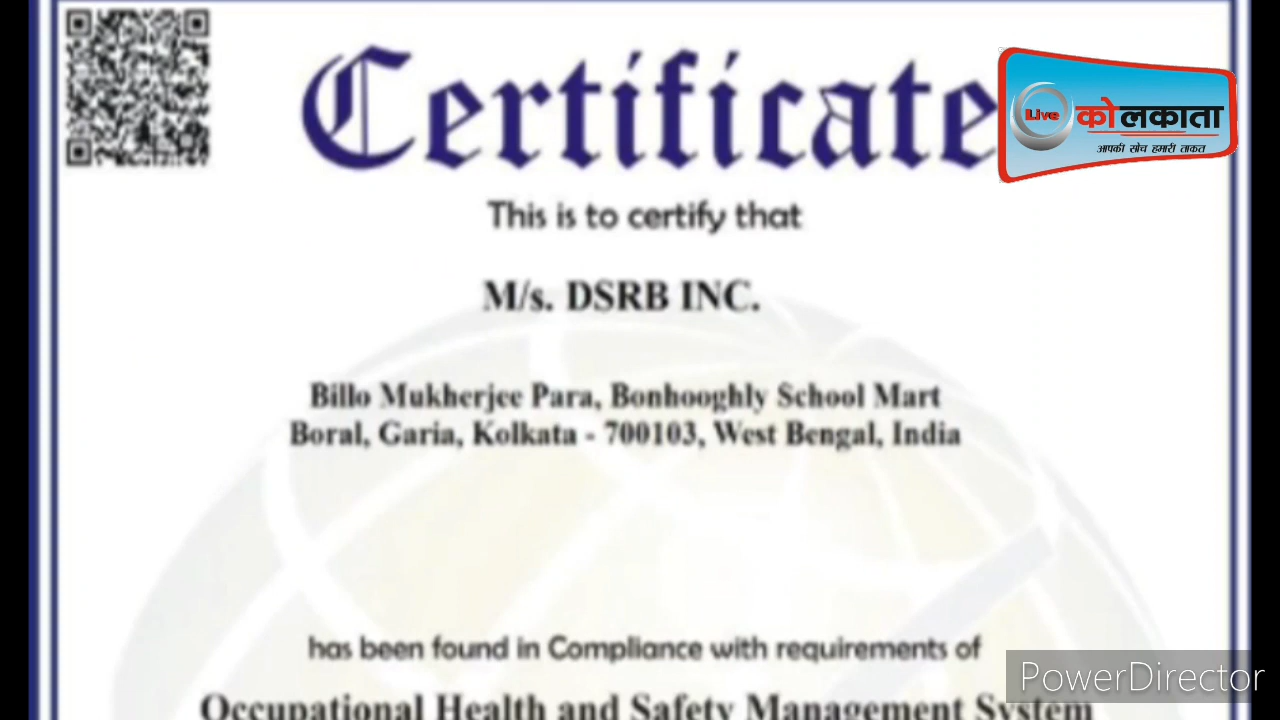 Certificate
Live कोलकाता
आपकी सोच हमारी ताकत
This is to certify that
M/s. DSRB INC.
Billo Mukherjee Para, Bonhooghly School Mart
Boral, Garia, Kolkata - 700103, West Bengal, India
has been found in Compliance with requirements of
Occupational Health and Safety Management System
PowerDirector